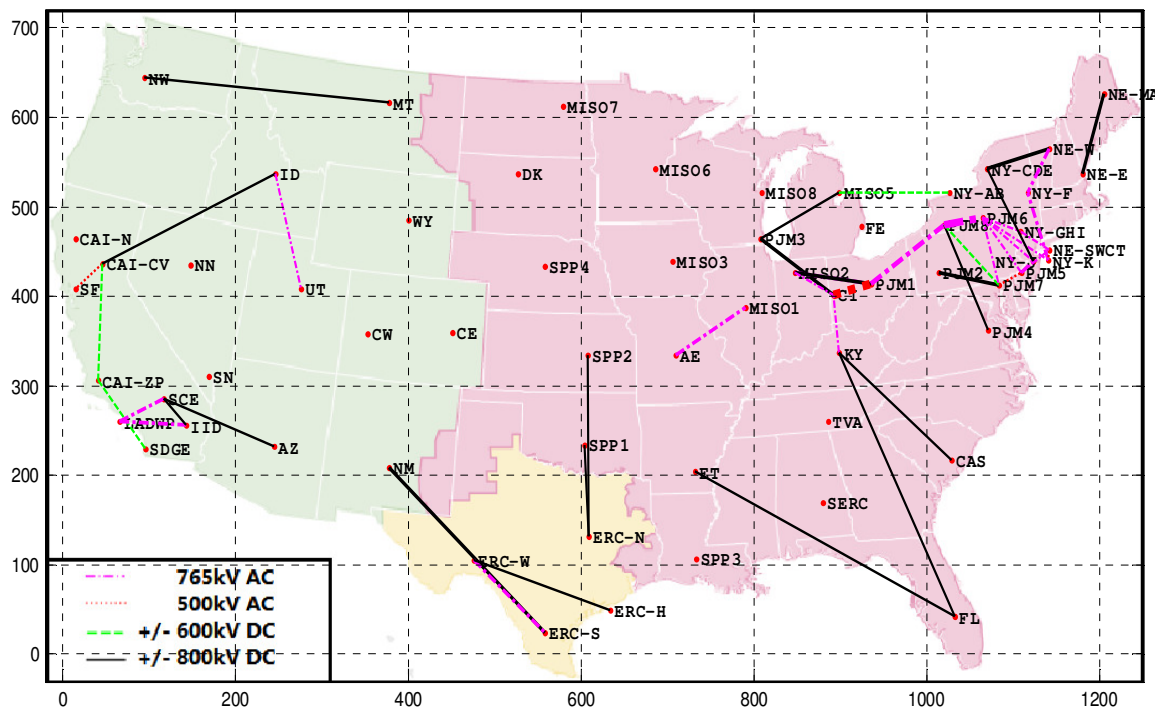 700
600
500
400
300
200
100
0
NW
MT
MISO7
NE-MA
ID
DK
MISO6
NE-W
NY-CDE
NE-E
WY
MISO8
MISO5
NY-AB
NY-F
CAI-N
FE
PJM6
PJM8
NY-GHI
CAI-CV
NN
SPP4
MISO3
PJM3
NE-SWCT
NY-K
SF
UT
MISO2
PJM1
PJM2
PJM5
PJM7
CI
MISO1
CW
CE
SPP2
AE
KY
PJM4
CAI-ZP
SN
SCE
LADWP
IID
TVA
SDGE
AZ
SPP1
NM
ET
CAS
SERC
ERC-N
ERC-W
SPP3
ERC-H
ERC-S
FL
765kV AC
500kV AC
+/- 600kV DC
+/- 800kV DC
0
200
400
600
800
1000
1200